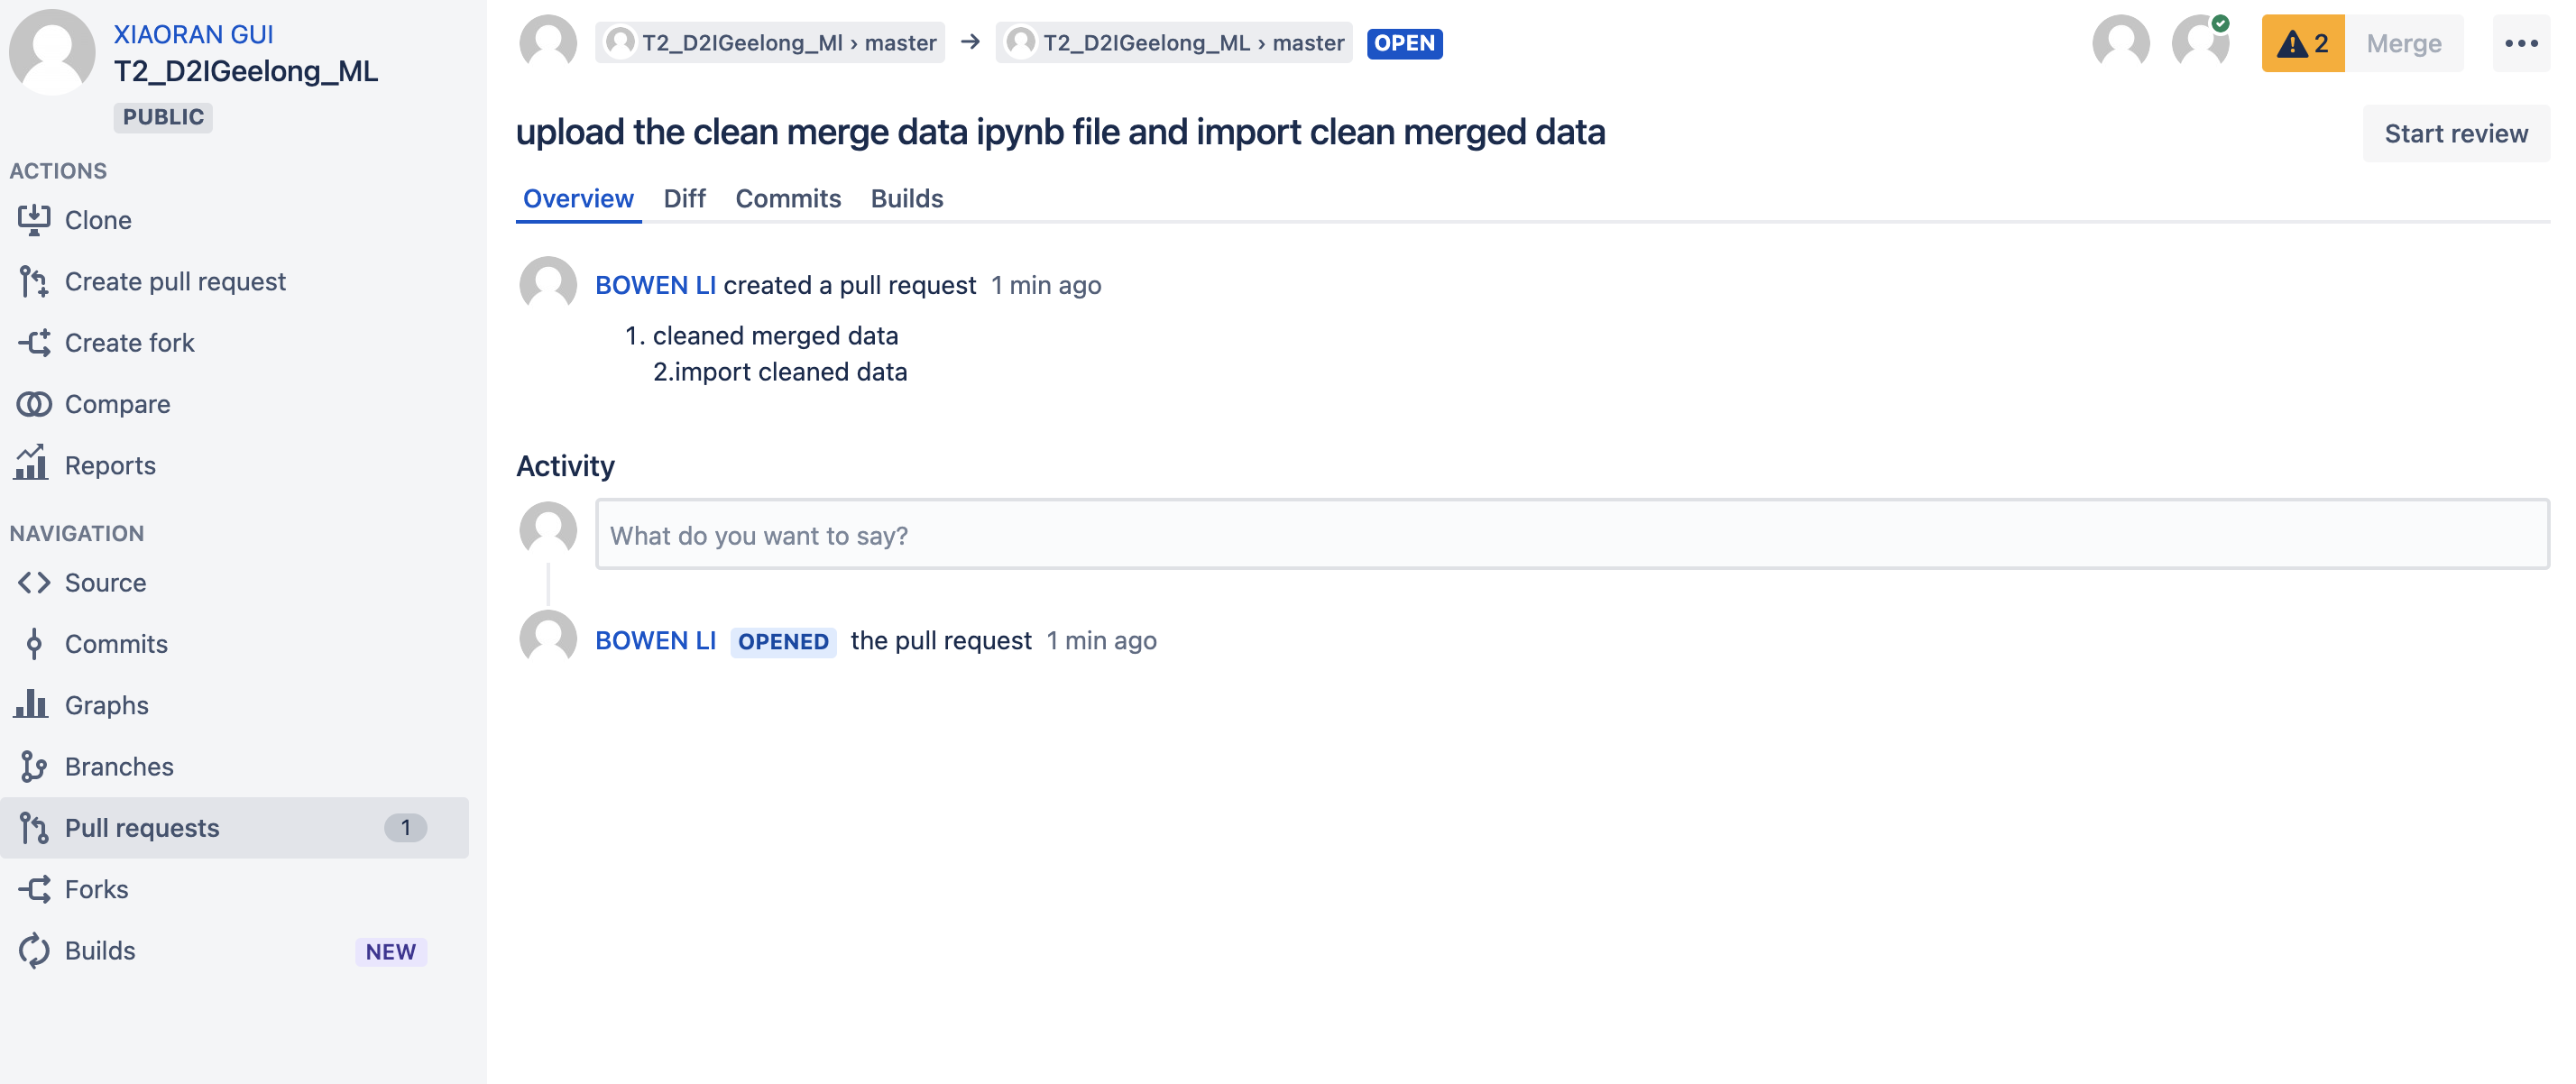 XIAORAN GUI
T2_D2IGeelong_ML
PUBLIC
ACTIONS
Clone
Create pull request
Create fork
Compare
Reports
NAVIGATION
Source
Commits
Graphs
Branches
Pull requests 1
Forks
Builds NEW
T2_D2IGeelong_Ml › master → T2_D2IGeelong_ML › master OPEN
2 Merge
upload the clean merge data ipynb file and import clean merged data
Start review
Overview Diff Commits Builds
BOWEN LI created a pull request 1 min ago
1. cleaned merged data
2.import cleaned data
Activity
What do you want to say?
BOWEN LI OPENED the pull request 1 min ago